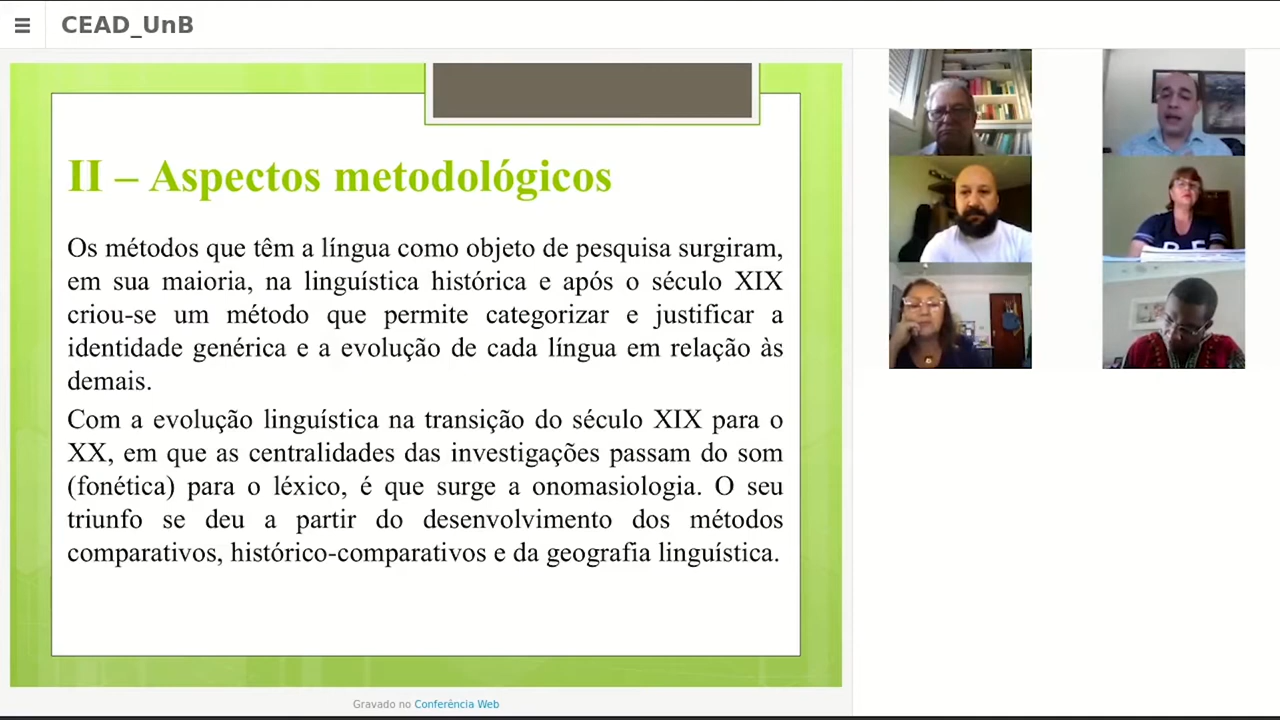 CEAD_UnB
II – Aspectos metodológicos
Os métodos que têm a língua como objeto de pesquisa surgiram,
em sua maioria, na linguística histórica e após o século XIX
criou-se um método que permite categorizar e justificar a
identidade genérica e a evolução de cada língua em relação às
demais.
Com a evolução linguística na transição do século XIX para o
XX, em que as centralidades das investigações passam do som
(fonética) para o léxico, é que surge a onomasiologia. O seu
triunfo se deu a partir do desenvolvimento dos métodos
comparativos, histórico-comparativos e da geografia linguística.
Gravado no Conferência Web